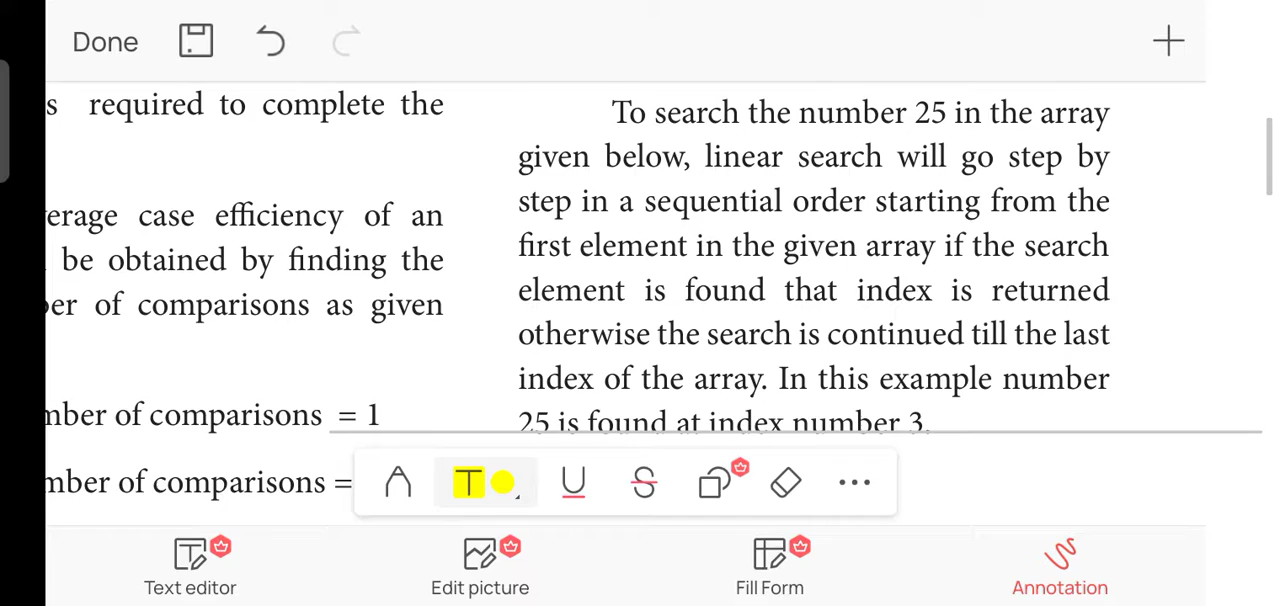 Done
s required to complete the
erage case efficiency of an
be obtained by finding the
er of comparisons as given
mber of comparisons = 1
mber of comparisons =
To search the number 25 in the array
given below, linear search will go step by
step in a sequential order starting from the
first element in the given array if the search
element is found that index is returned
otherwise the search is continued till the last
index of the array. In this example number
25 is found at index number 3.
T U S
Text editor
Edit picture
Fill Form
Annotation